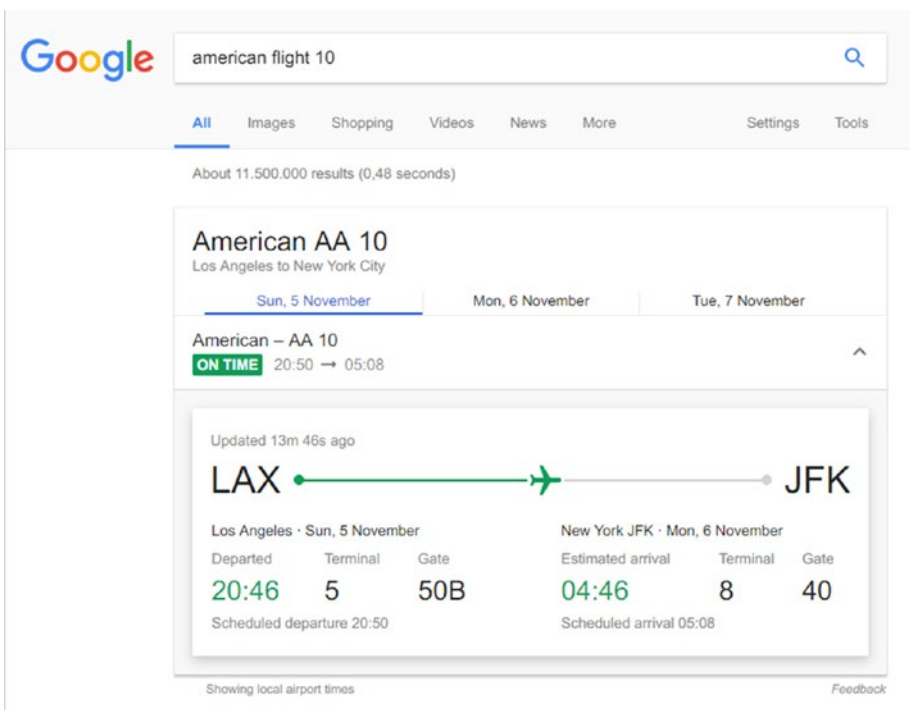 Google american flight 10
All Images Shopping Videos News More Settings Tools
About 11.500.000 results (0,48 seconds)
American AA 10
Los Angeles to New York City
Sun, 5 November Mon, 6 November Tue, 7 November
American – AA 10
ON TIME 20:50 → 05:08
Updated 13m 46s ago
LAX JFK
Los Angeles · Sun, 5 November New York JFK · Mon, 6 November
Departed Terminal Gate Estimated arrival Terminal Gate
20:46 5 50B 04:46 8 40
Scheduled departure 20:50 Scheduled arrival 05:08
Showing local airport times Feedback